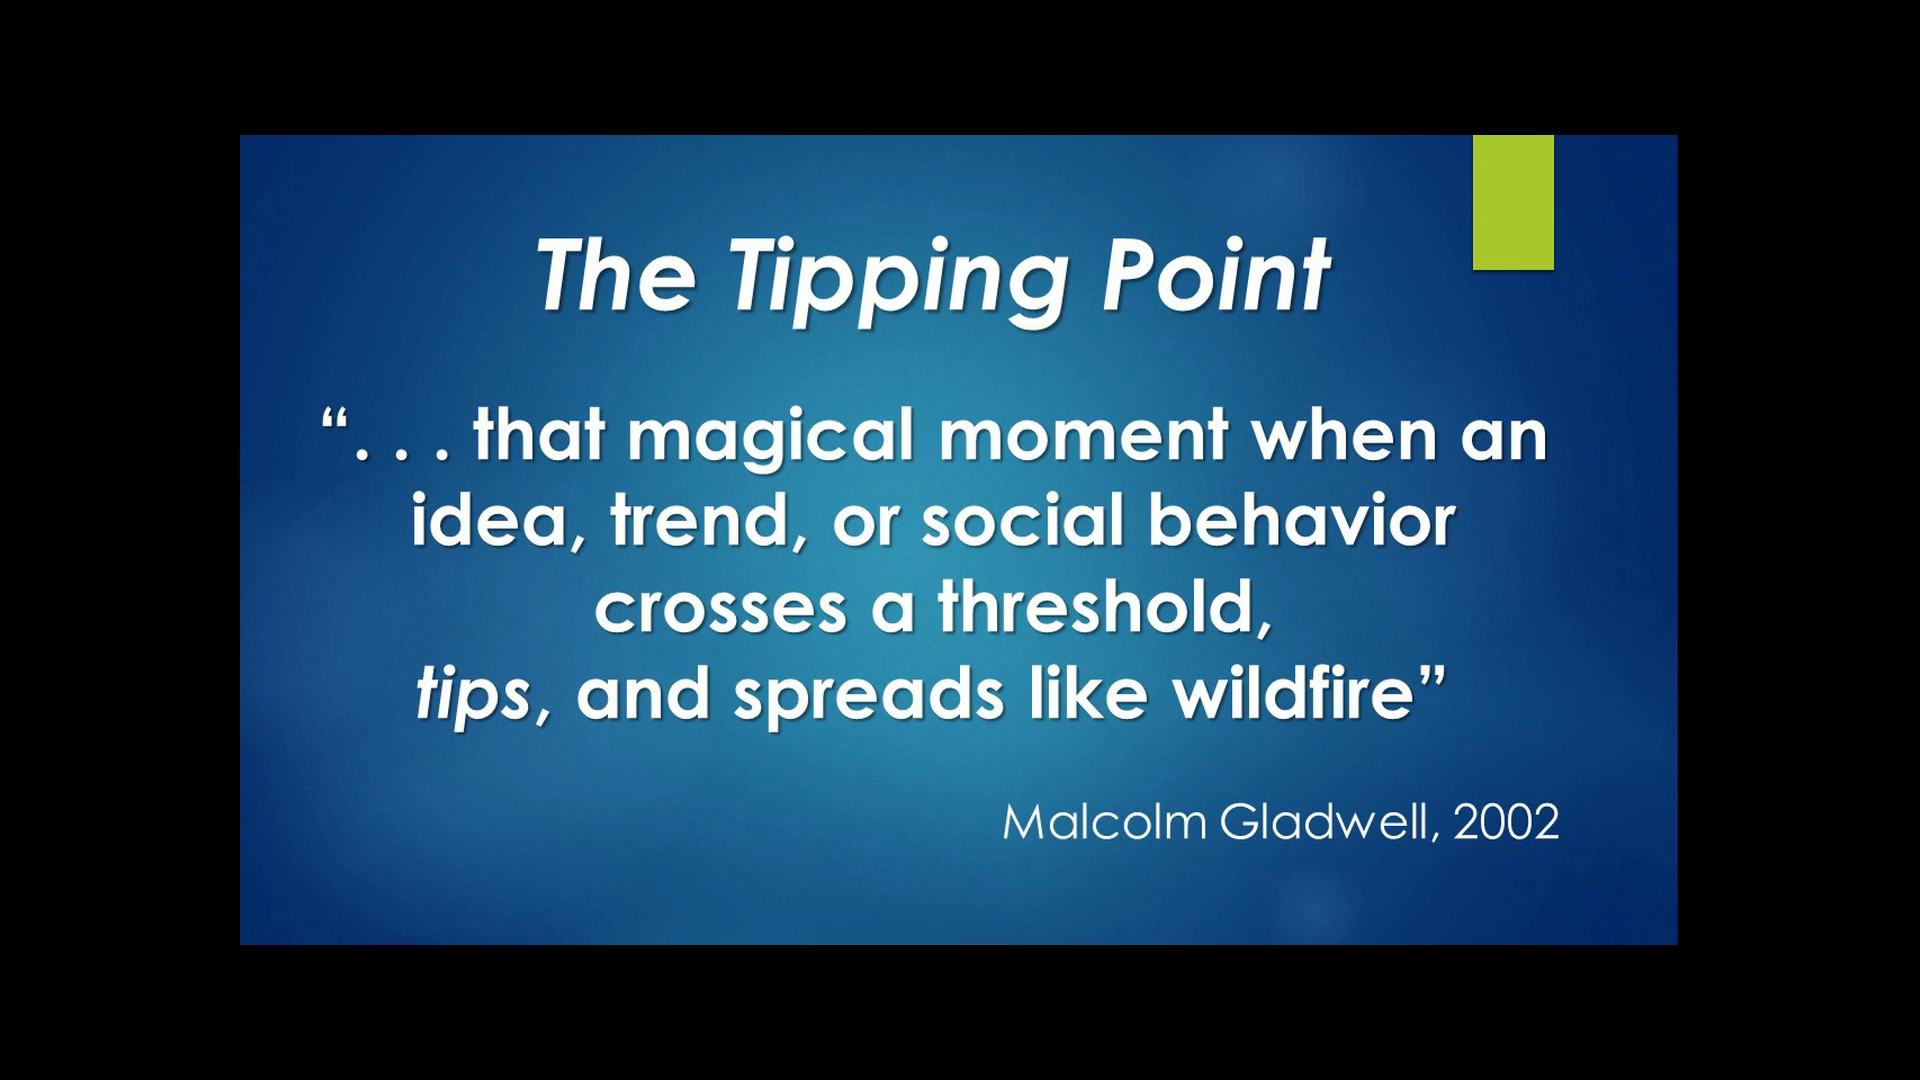 The Tipping Point
“. . . that magical moment when an
idea, trend, or social behavior
crosses a threshold,
tips, and spreads like wildfire”
Malcolm Gladwell, 2002